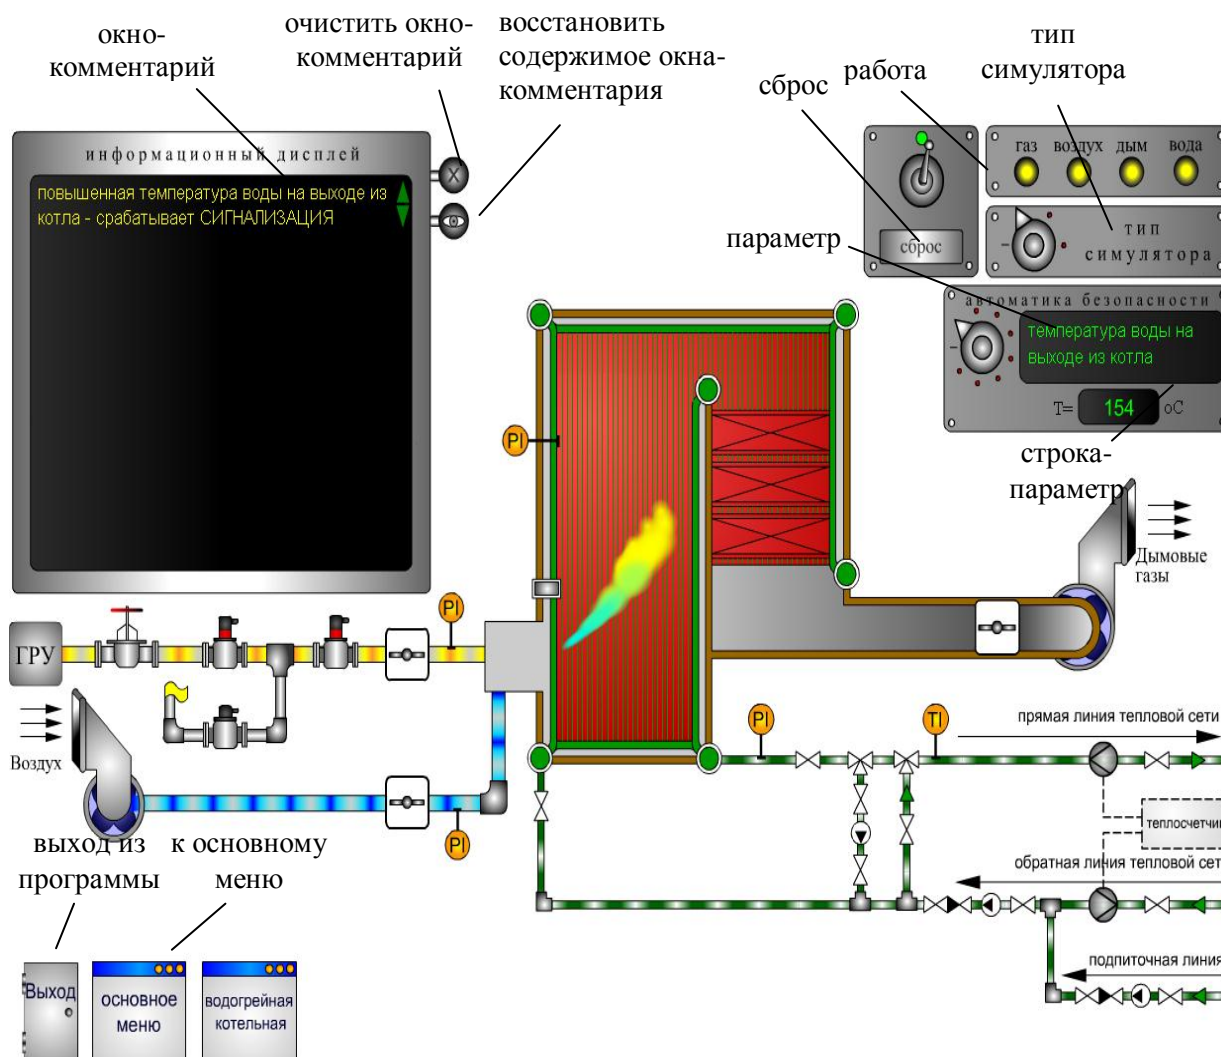 окно-
комментарий
очистить окно-
комментарий
восстановить
содержимое окна-
комментария
сброс
работа
тип
симулятора
информационный дисплей
повышенная температура воды на выходе из
котла - срабатывает СИГНАЛИЗАЦИЯ
X
газ воздух дым вода
сброс
тип
симулятора
параметр
автоматика безопасности
температура воды на
выходе из котла
T= 154 oC
строка-
параметр
PI
Дымовые
газы
PI
ГРУ
Воздух
PI
PI
TI
прямая линия тепловой сети
теплосчетчик
обратная линия тепловой сет
подпиточная линия
выход из
программы
к основному
меню
Выход
основное
меню
водогрейная
котельная